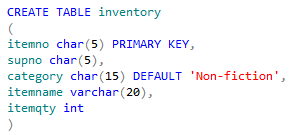 CREATE TABLE inventory
(
itemno char(5) PRIMARY KEY,
supno char(5),
category char(15) DEFAULT 'Non-fiction',
itemname varchar(20),
itemqty int
)